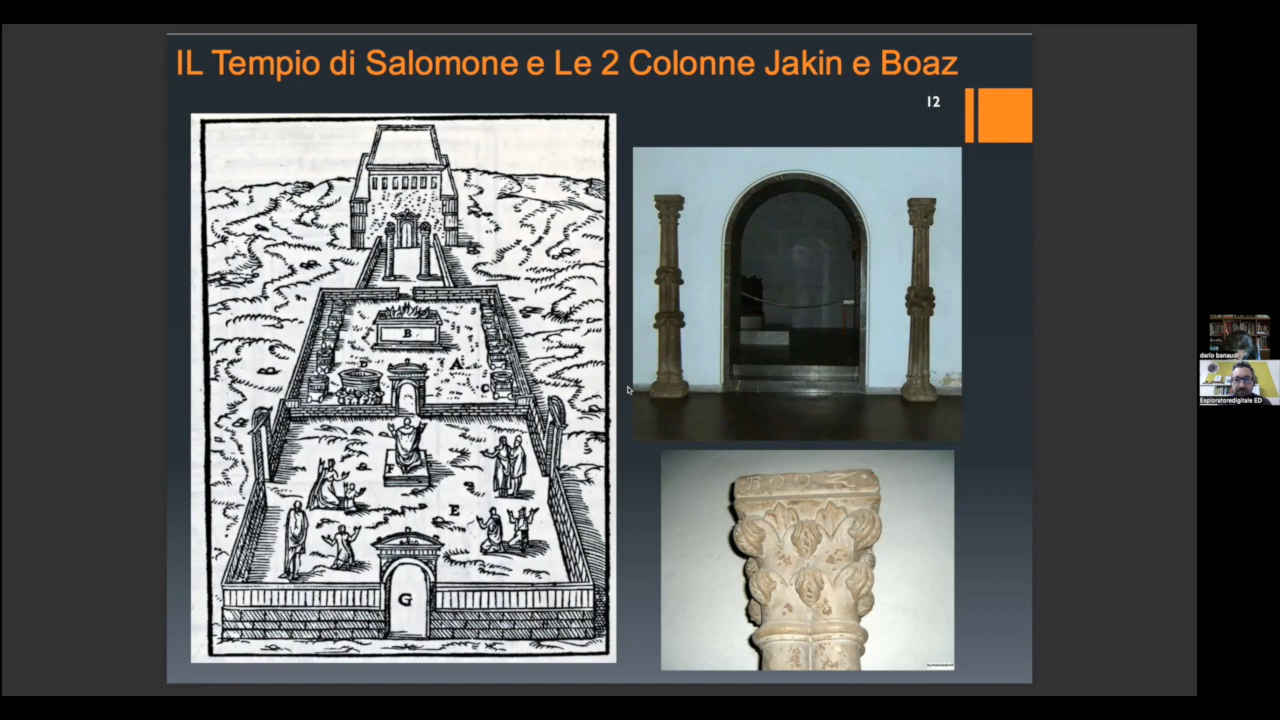 IL Tempio di Salomone e Le 2 Colonne Jakin e Boaz
12
B
A
C
F
E
G
dario banaudi
Esploratoredigitale ED